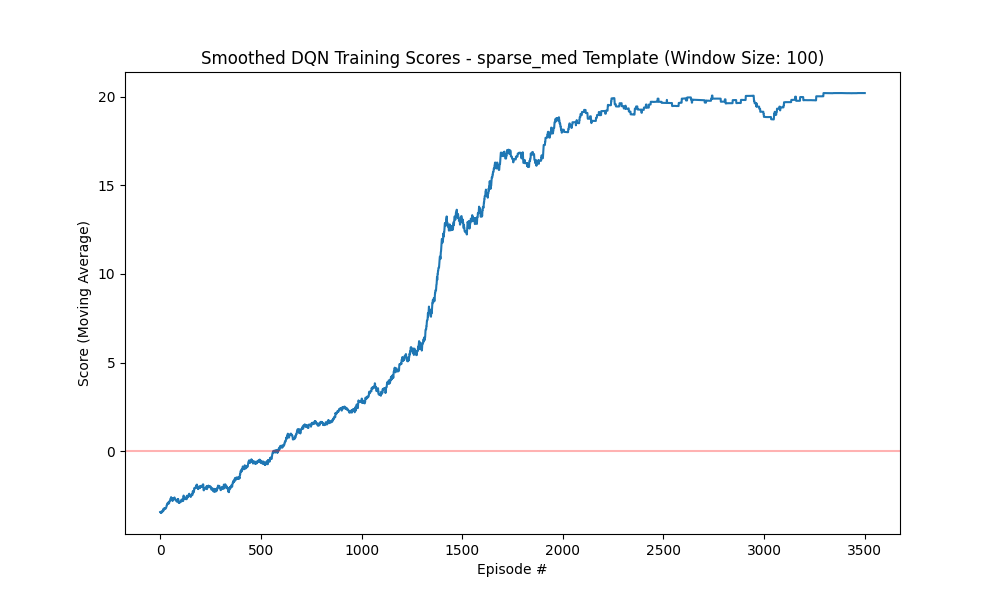 Smoothed DQN Training Scores - sparse_med Template (Window Size: 100)
Score (Moving Average)
20
15
10
5
0
0 500 1000 1500 2000 2500 3000 3500
Episode #